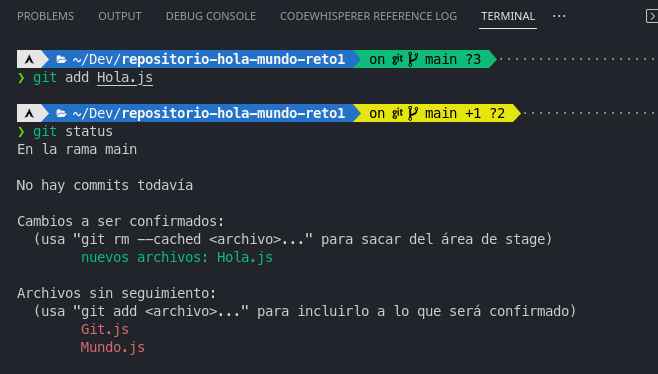 PROBLEMS OUTPUT DEBUG CONSOLE CODEWHISPERER REFERENCE LOG TERMINAL ···
~/Dev/repositorio-hola-mundo-reto1 on git main ?3
❯ git add Hola.js
~/Dev/repositorio-hola-mundo-reto1 on git main +1 ?2
❯ git status
En la rama main
No hay commits todavía
Cambios a ser confirmados:
(usa "git rm --cached <archivo>..." para sacar del área de stage)
nuevos archivos: Hola.js
Archivos sin seguimiento:
(usa "git add <archivo>..." para incluirlo a lo que será confirmado)
Git.js
Mundo.js